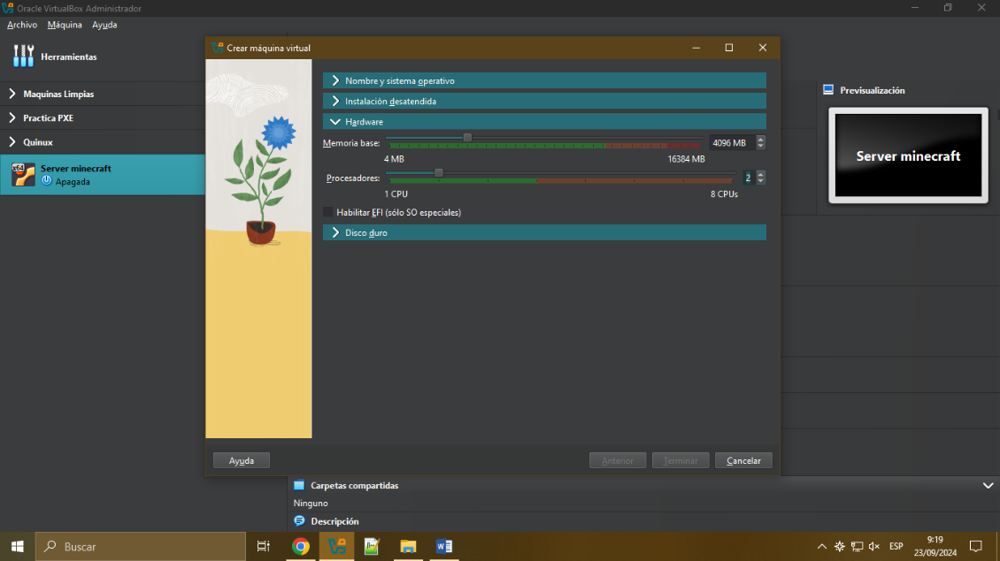 Oracle VirtualBox Administrador
Archivo Máquina Ayuda
Herramientas
Maquinas Limpias
Practica PXE
Quinux
x64
Server minecraft
Apagada
Crear máquina virtual
Nombre y sistema operativo
Instalación desatendida
Hardware
Memoria base:
4096 MB
4 MB
16384 MB
Procesadores:
2
1 CPU
8 CPUs
Habilitar EFI (sólo SO especiales)
Disco duro
Ayuda
Anterior
Terminar
Cancelar
Previsualización
Server minecraft
Carpetas compartidas
Ninguno
Descripción
Buscar
ESP
9:19
23/09/2024